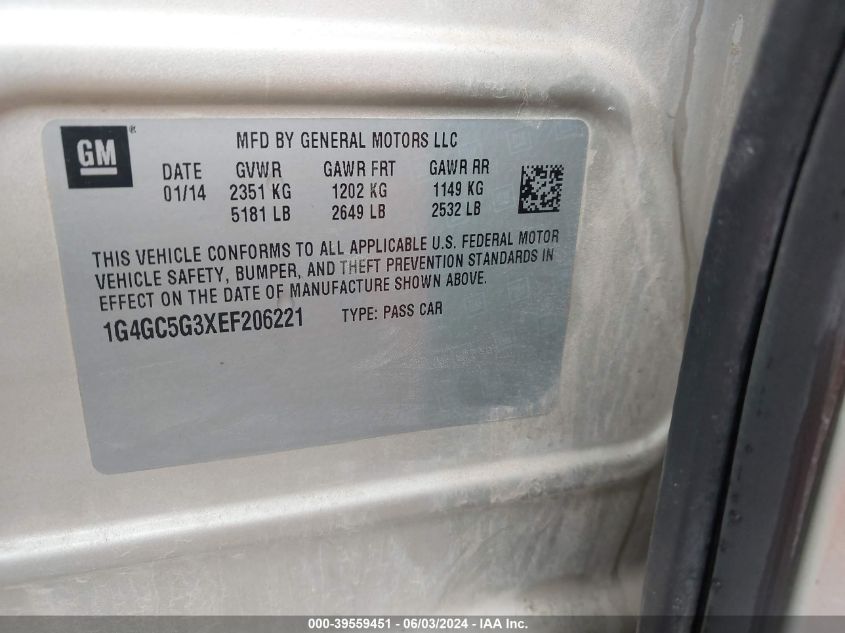 GM®
MFD BY GENERAL MOTORS LLC
DATE GVWR GAWR FRT GAWR RR
01/14 2351 KG 1202 KG 1149 KG
5181 LB 2649 LB 2532 LB
THIS VEHICLE CONFORMS TO ALL APPLICABLE U.S. FEDERAL MOTOR
VEHICLE SAFETY, BUMPER, AND THEFT PREVENTION STANDARDS IN
EFFECT ON THE DATE OF MANUFACTURE SHOWN ABOVE.
1G4GC5G3XEF206221 TYPE: PASS CAR
000-39559451 - 06/03/2024 - IAA Inc.